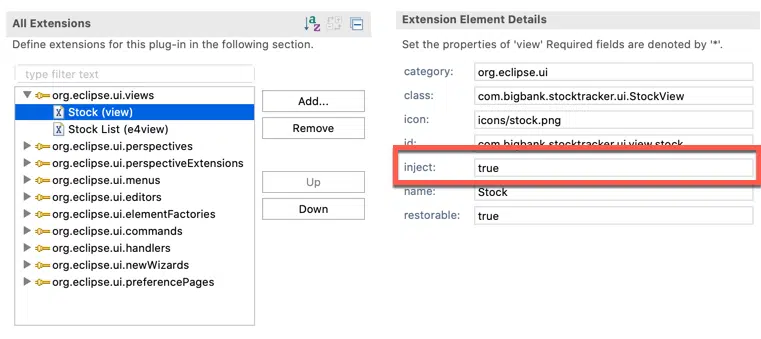 All Extensions
Define extensions for this plug-in in the following section.
type filter text
org.eclipse.ui.views
Stock (view)
Stock List (e4view)
org.eclipse.ui.perspectives
org.eclipse.ui.perspectiveExtensions
org.eclipse.ui.menus
org.eclipse.ui.editors
org.eclipse.ui.elementFactories
org.eclipse.ui.commands
org.eclipse.ui.handlers
org.eclipse.ui.newWizards
org.eclipse.ui.preferencePages
Add...
Remove
Up
Down
Extension Element Details
Set the properties of 'view' Required fields are denoted by '*'.
category: org.eclipse.ui
class: com.bigbank.stocktracker.ui.StockView
icon: icons/stock.png
id: com.bigbank.stocktracker.ui.view.stock
inject: true
name: Stock
restorable: true